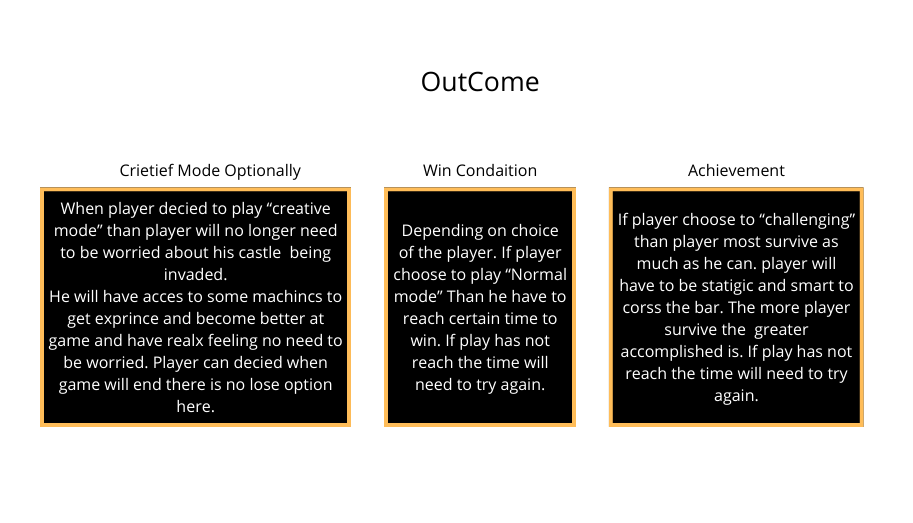 OutCome
Crietief Mode Optionally
When player decied to play “creative
mode” than player will no longer need
to be worried about his castle  being
invaded.
He will have acces to some machincs to
get exprince and become better at
game and have realx feeling no need to
be worried. Player can decied when
game will end there is no lose option
here.
Win Condaition
Depending on choice
of the player. If player
choose to play “Normal
mode” Than he have to
reach certain time to
win. If play has not
reach the time will
need to try again.
Achievement
If player choose to “challenging”
than player most survive as
much as he can. player will
have to be statigic and smart to
corss the bar. The more player
survive the  greater
accomplished is. If play has not
reach the time will need to try
again.